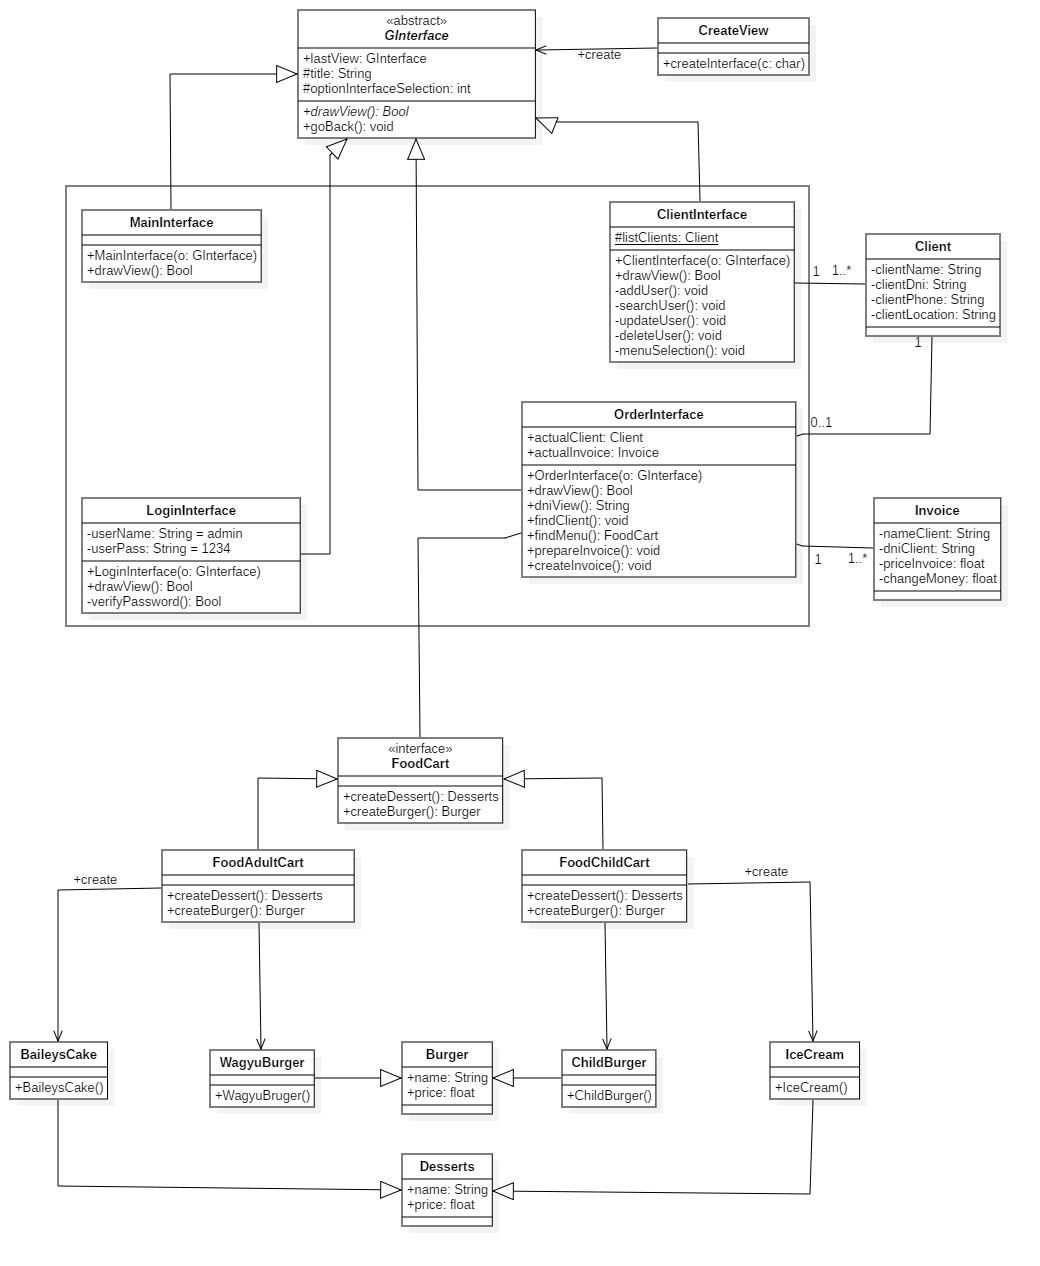 «abstract»
GInterface
+lastView: GInterface
#title: String
#optionInterfaceSelection: int
+drawView(): Bool
+goBack(): void
CreateView
+createInterface(c: char)
+create
MainInterface
+MainInterface(o: GInterface)
+drawView(): Bool
ClientInterface
#listClients: Client
+ClientInterface(o: GInterface)
+drawView(): Bool
-addUser(): void
-searchUser(): void
-updateUser(): void
-deleteUser(): void
-menuSelection(): void
1
1..*
Client
-clientName: String
-clientDni: String
-clientPhone: String
-clientLocation: String
1
0..1
OrderInterface
+actualClient: Client
+actualInvoice: Invoice
+OrderInterface(o: GInterface)
+drawView(): Bool
+dniView(): String
+findClient(): void
+findMenu(): FoodCart
+prepareInvoice(): void
+createInvoice(): void
LoginInterface
-userName: String = admin
-userPass: String = 1234
+LoginInterface(o: GInterface)
+drawView(): Bool
-verifyPassword(): Bool
1
1..*
Invoice
-nameClient: String
-dniClient: String
-priceInvoice: float
-changeMoney: float
«interface»
FoodCart
+createDessert(): Desserts
+createBurger(): Burger
FoodAdultCart
+createDessert(): Desserts
+createBurger(): Burger
FoodChildCart
+createDessert(): Desserts
+createBurger(): Burger
+create
+create
BaileysCake
+BaileysCake()
WagyuBurger
+WagyuBruger()
Burger
+name: String
+price: float
ChildBurger
+ChildBurger()
IceCream
+IceCream()
Desserts
+name: String
+price: float